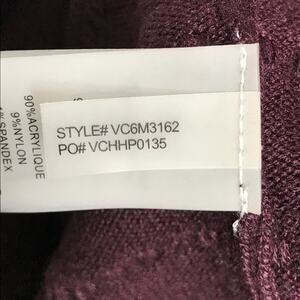 STYLE# VC6M3162
PO# VCHHP0135
90%ACRYLIQUE
9%NYLON
SPANDEX